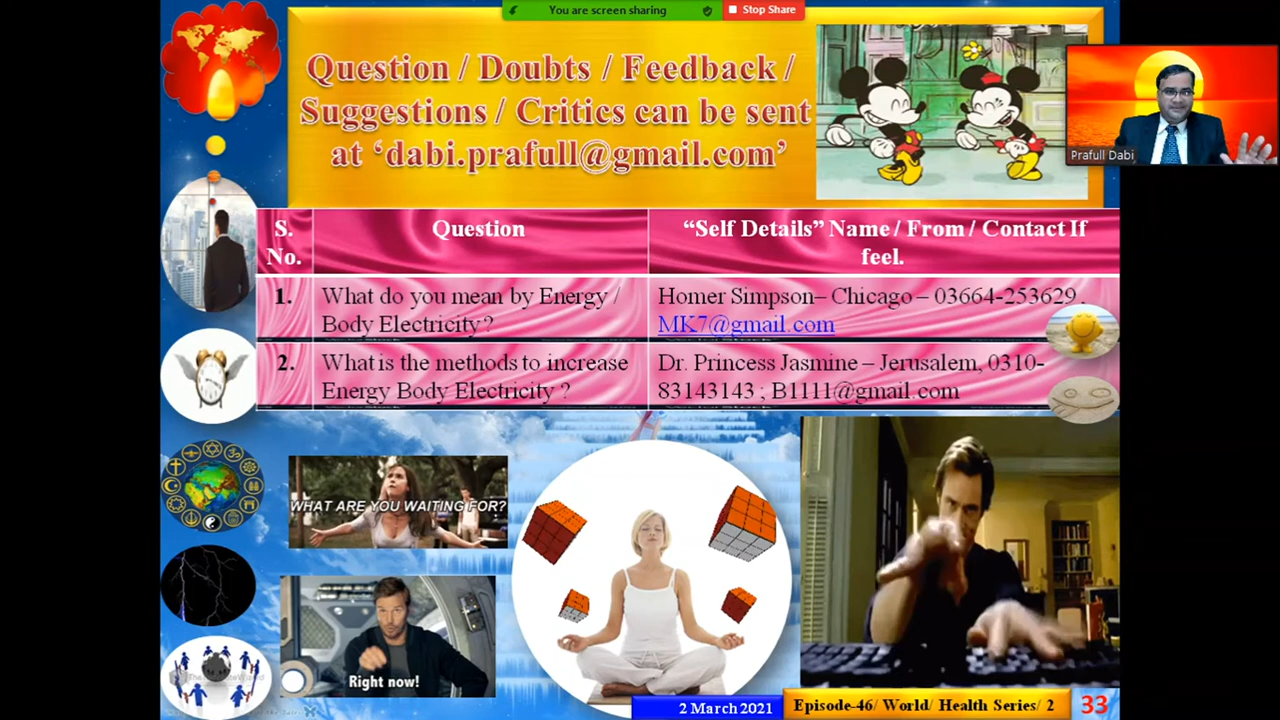 You are screen sharing
Stop Share
Question / Doubts / Feedback /
Suggestions / Critics can be sent
at ‘dabi.prafull@gmail.com’
Prafull Dabi
S.
No.
Question
“Self Details” Name / From / Contact If
feel.
1.
What do you mean by Energy /
Body Electricity ?
Homer Simpson– Chicago – 03664-253629 .
MK7@gmail.com
2.
What is the methods to increase
Energy Body Electricity ?
Dr. Princess Jasmine – Jerusalem, 0310-
83143143 ; B1111@gmail.com
WHAT ARE YOU WAITING FOR?
Right now!
2 March 2021
Episode-46/ World/ Health Series/ 2
33